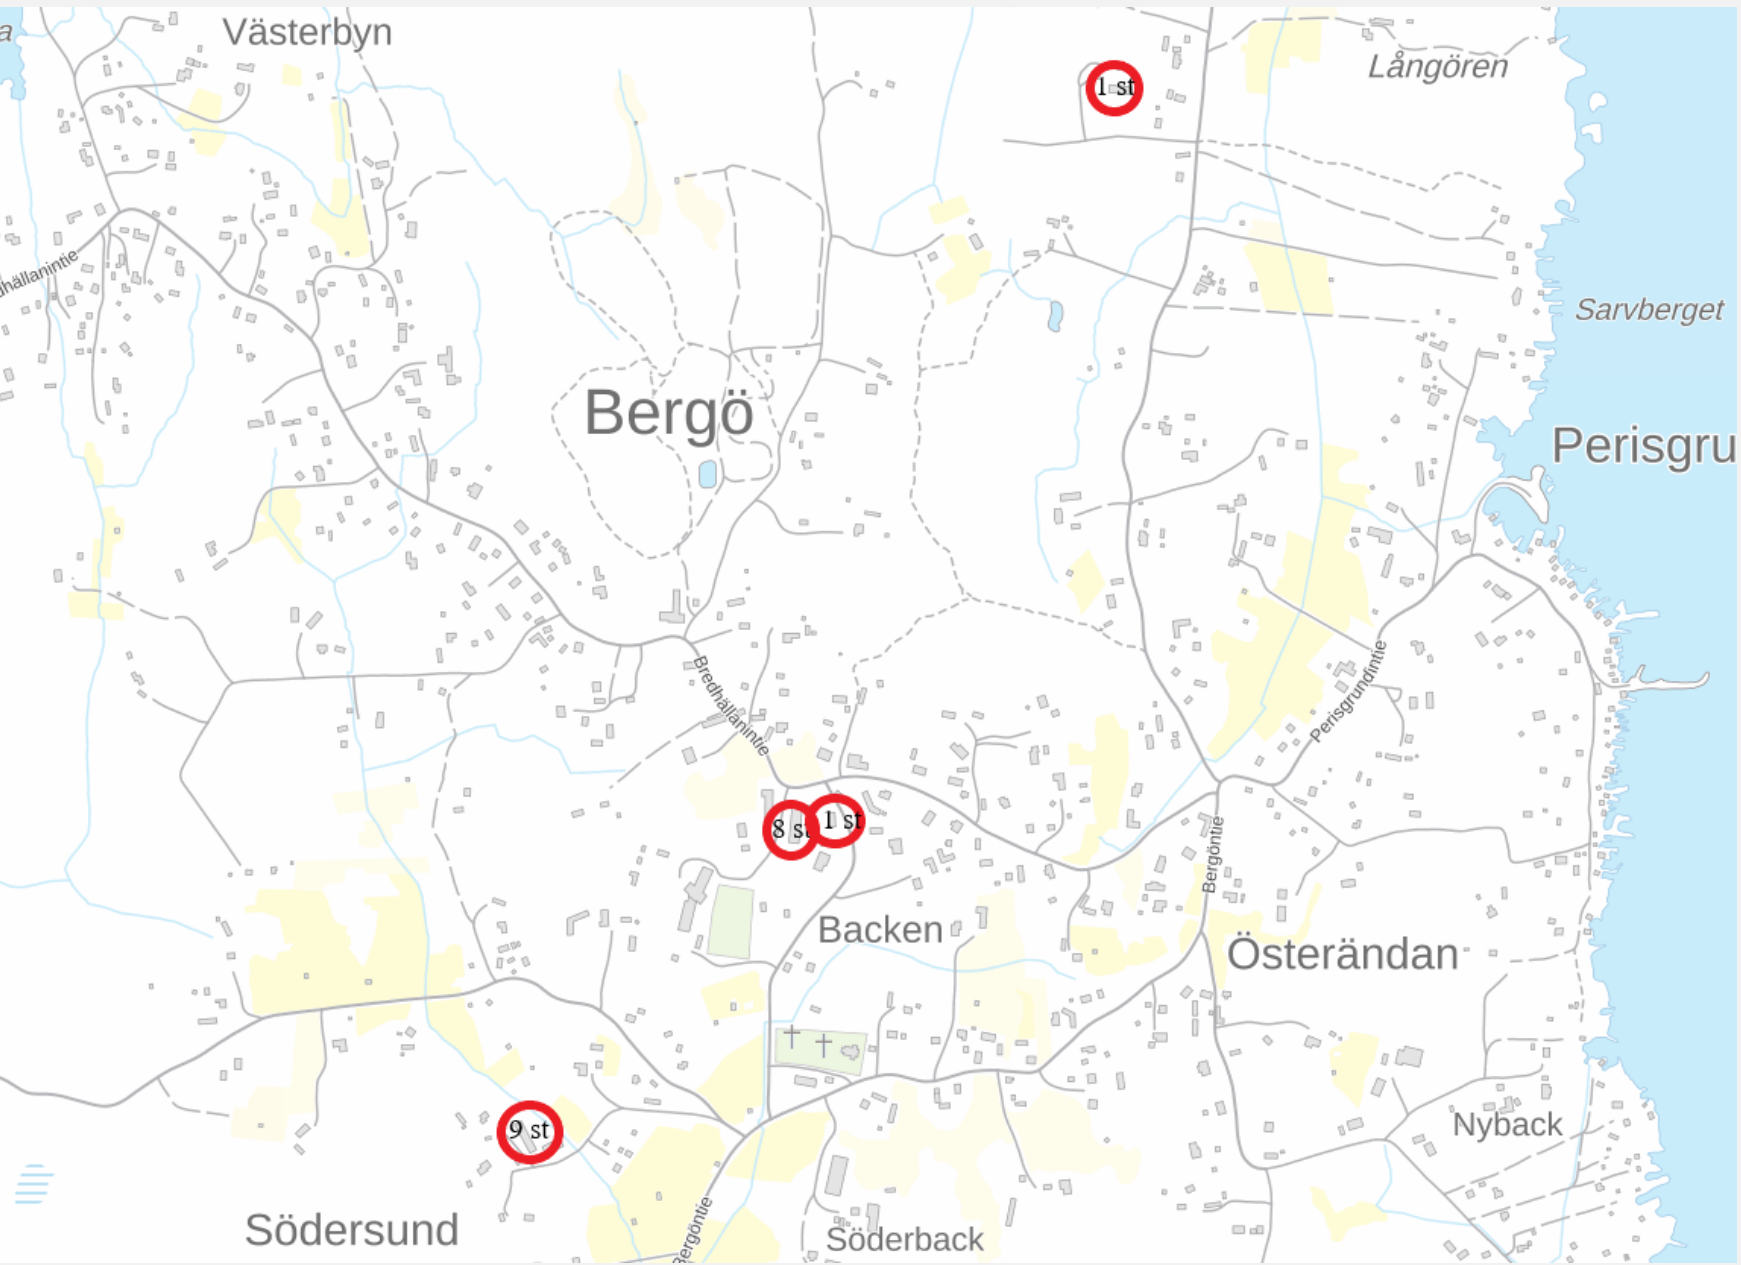 a
Västerbyn
1 st
Långören
dhällanintie
Sarvberget
Bergö
Perisgru
Bredhällanintie
Perisgrundintie
8 st
1 st
Bergöntie
Backen
Österändan
9 st
Nyback
Södersund
Bergöntie
Söderback